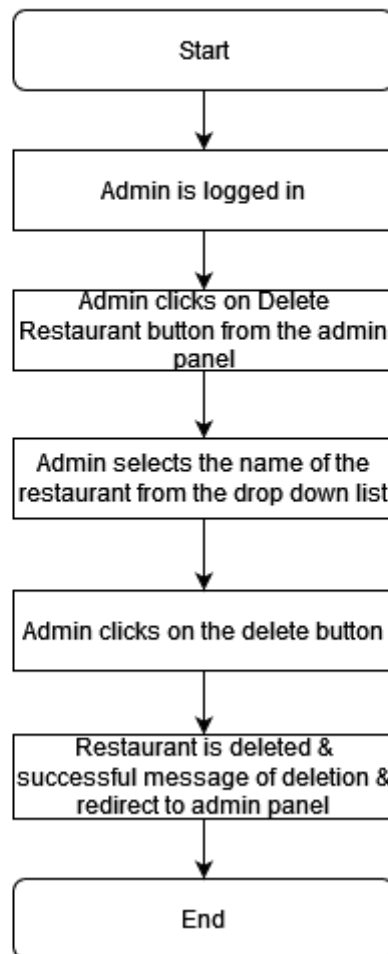 Start
Admin is logged in
Admin clicks on Delete
Restaurant button from the admin
panel
Admin selects the name of the
restaurant from the drop down list
Admin clicks on the delete button
Restaurant is deleted &
successful message of deletion &
redirect to admin panel
End